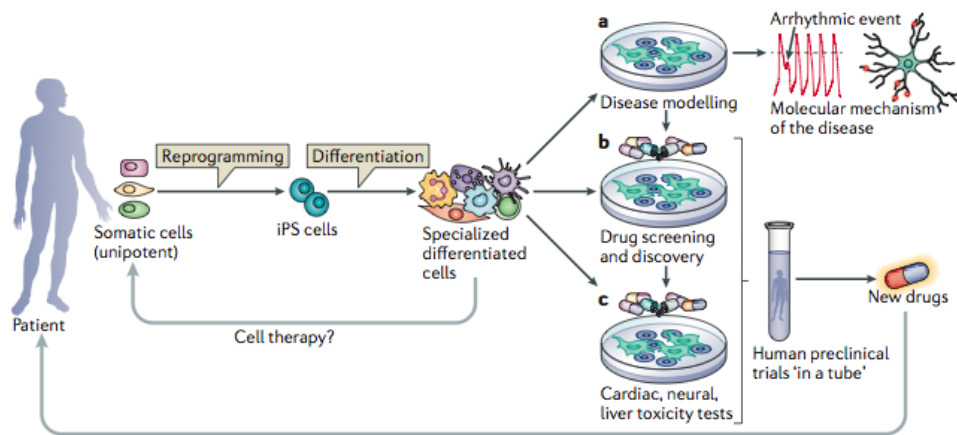 a
Arrhythmic event
Disease modelling
Molecular mechanism
of the disease
Reprogramming
Differentiation
b
Somatic cells
(unipotent)
iPS cells
Specialized
differentiated
cells
Drug screening
and discovery
c
New drugs
Patient
Cell therapy?
Human preclinical
trials ‘in a tube’
Cardiac, neural,
liver toxicity tests